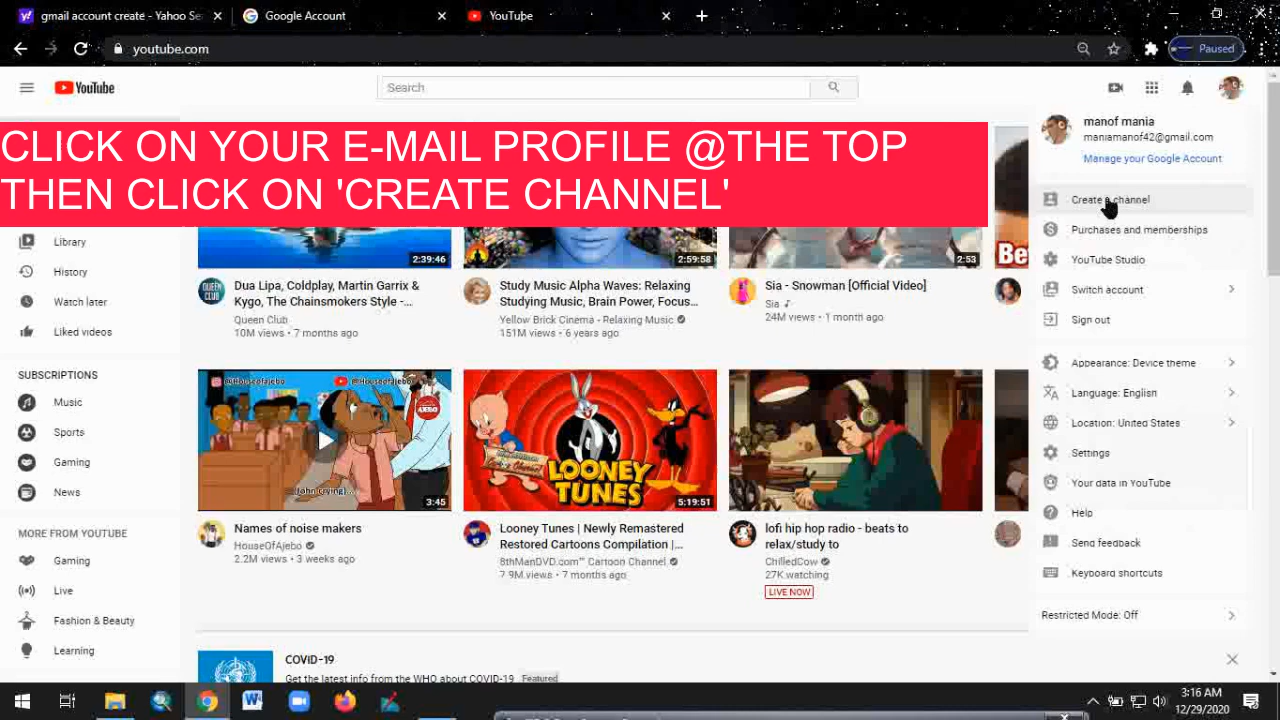 gmail account create - Yahoo Se
Google Account
YouTube
youtube.com
Paused
YouTube
Search
manof mania
maniamanof42@gmail.com
Manage your Google Account
CLICK ON YOUR E-MAIL PROFILE @THE TOP
THEN CLICK ON 'CREATE CHANNEL'
Create a channel
Purchases and memberships
YouTube Studio
Switch account
Sign out
Appearance: Device theme
Language: English
Location: United States
Settings
Your data in YouTube
Help
Send feedback
Keyboard shortcuts
Restricted Mode: Off
Library
History
Watch later
Liked videos
SUBSCRIPTIONS
Music
Sports
Gaming
News
MORE FROM YOUTUBE
Gaming
Live
Fashion & Beauty
Learning
2:39:46
QUEEN
CLUB
Dua Lipa, Coldplay, Martin Garrix &
Kygo, The Chainsmokers Style -...
Queen Club
10M views • 7 months ago
2:59:58
Study Music Alpha Waves: Relaxing
Studying Music, Brain Power, Focus...
Yellow Brick Cinema - Relaxing Music
151M views • 6 years ago
2:53
Sia - Snowman [Official Video]
Sia
24M views • 1 month ago
Be
@Houseofajebo
@Houseofajebo
(john crying)...
3:45
Names of noise makers
HouseOfAjebo
2.2M views • 3 weeks ago
LOONEY
TUNES
5:19:51
Looney Tunes | Newly Remastered
Restored Cartoons Compilation |...
8thManDVD.com™ Cartoon Channel
7.9M views • 7 months ago
lofi hip hop radio - beats to
relax/study to
ChilledCow
27K watching
LIVE NOW
COVID-19
Get the latest info from the WHO about COVID-19
Featured
3:16 AM
12/29/2020